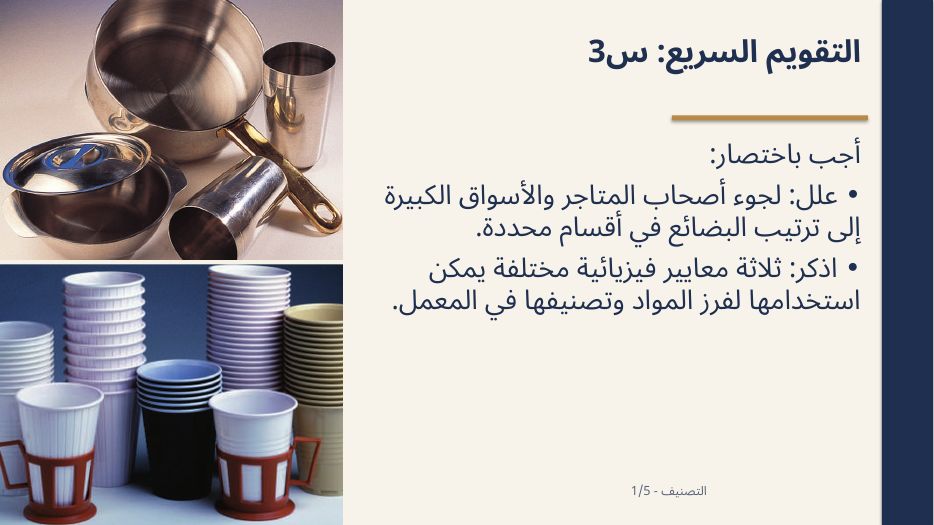 التقويم السريع: س3
أجب باختصار:
• علل: لجوء أصحاب المتاجر والأسواق الكبيرة
إلى ترتيب البضائع في أقسام محددة.
• اذكر: ثلاثة معايير فيزيائية مختلفة يمكن
استخدامها لفرز المواد وتصنيفها في المعمل.
التصنيف - 1/5